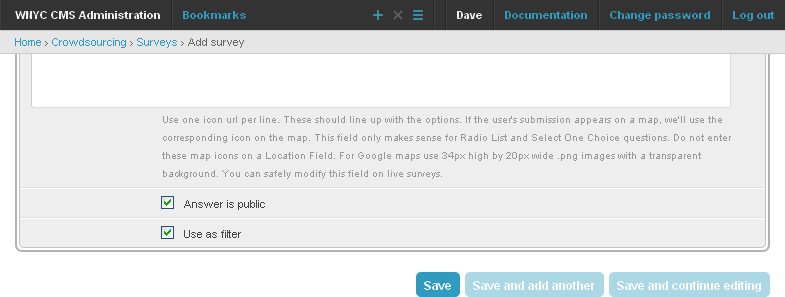 WNYC CMS Administration Bookmarks Dave Documentation Change password Log out
Home › Crowdsourcing › Surveys › Add survey
Use one icon url per line. These should line up with the options. If the user's submission appears on a map, we'll use the
corresponding icon on the map. This field only makes sense for Radio List and Select One Choice questions. Do not enter
these map icons on a Location Field. For Google maps use 34px high by 20px wide .png images with a transparent
background. You can safely modify this field on live surveys.
Answer is public
Use as filter
Save Save and add another Save and continue editing